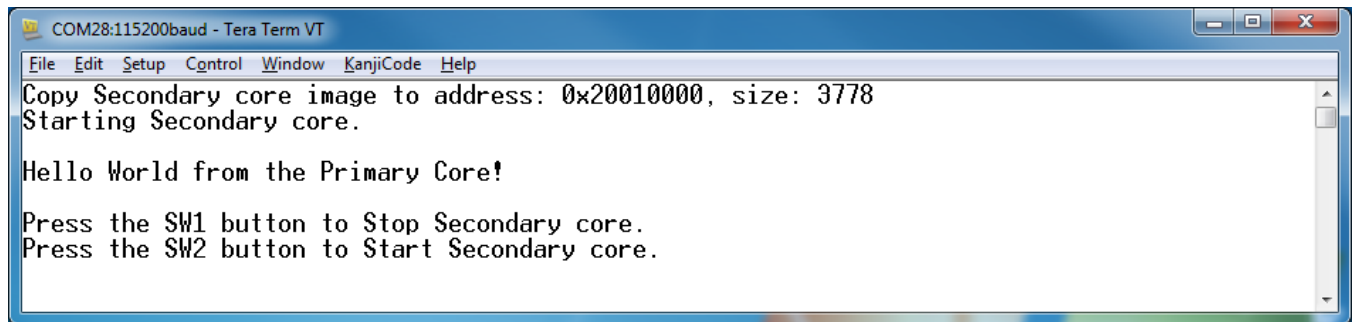 COM28:115200baud - Tera Term VT
File Edit Setup Control Window KanjiCode Help
Copy Secondary core image to address: 0x20010000, size: 3778
Starting Secondary core.
Hello World from the Primary Core!
Press the SW1 button to Stop Secondary core.
Press the SW2 button to Start Secondary core.